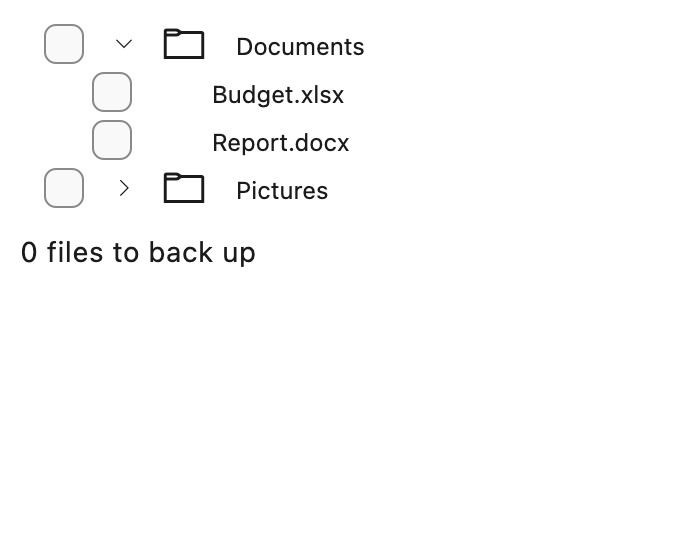 Documents
Budget.xlsx
Report.docx
Pictures
0 files to back up